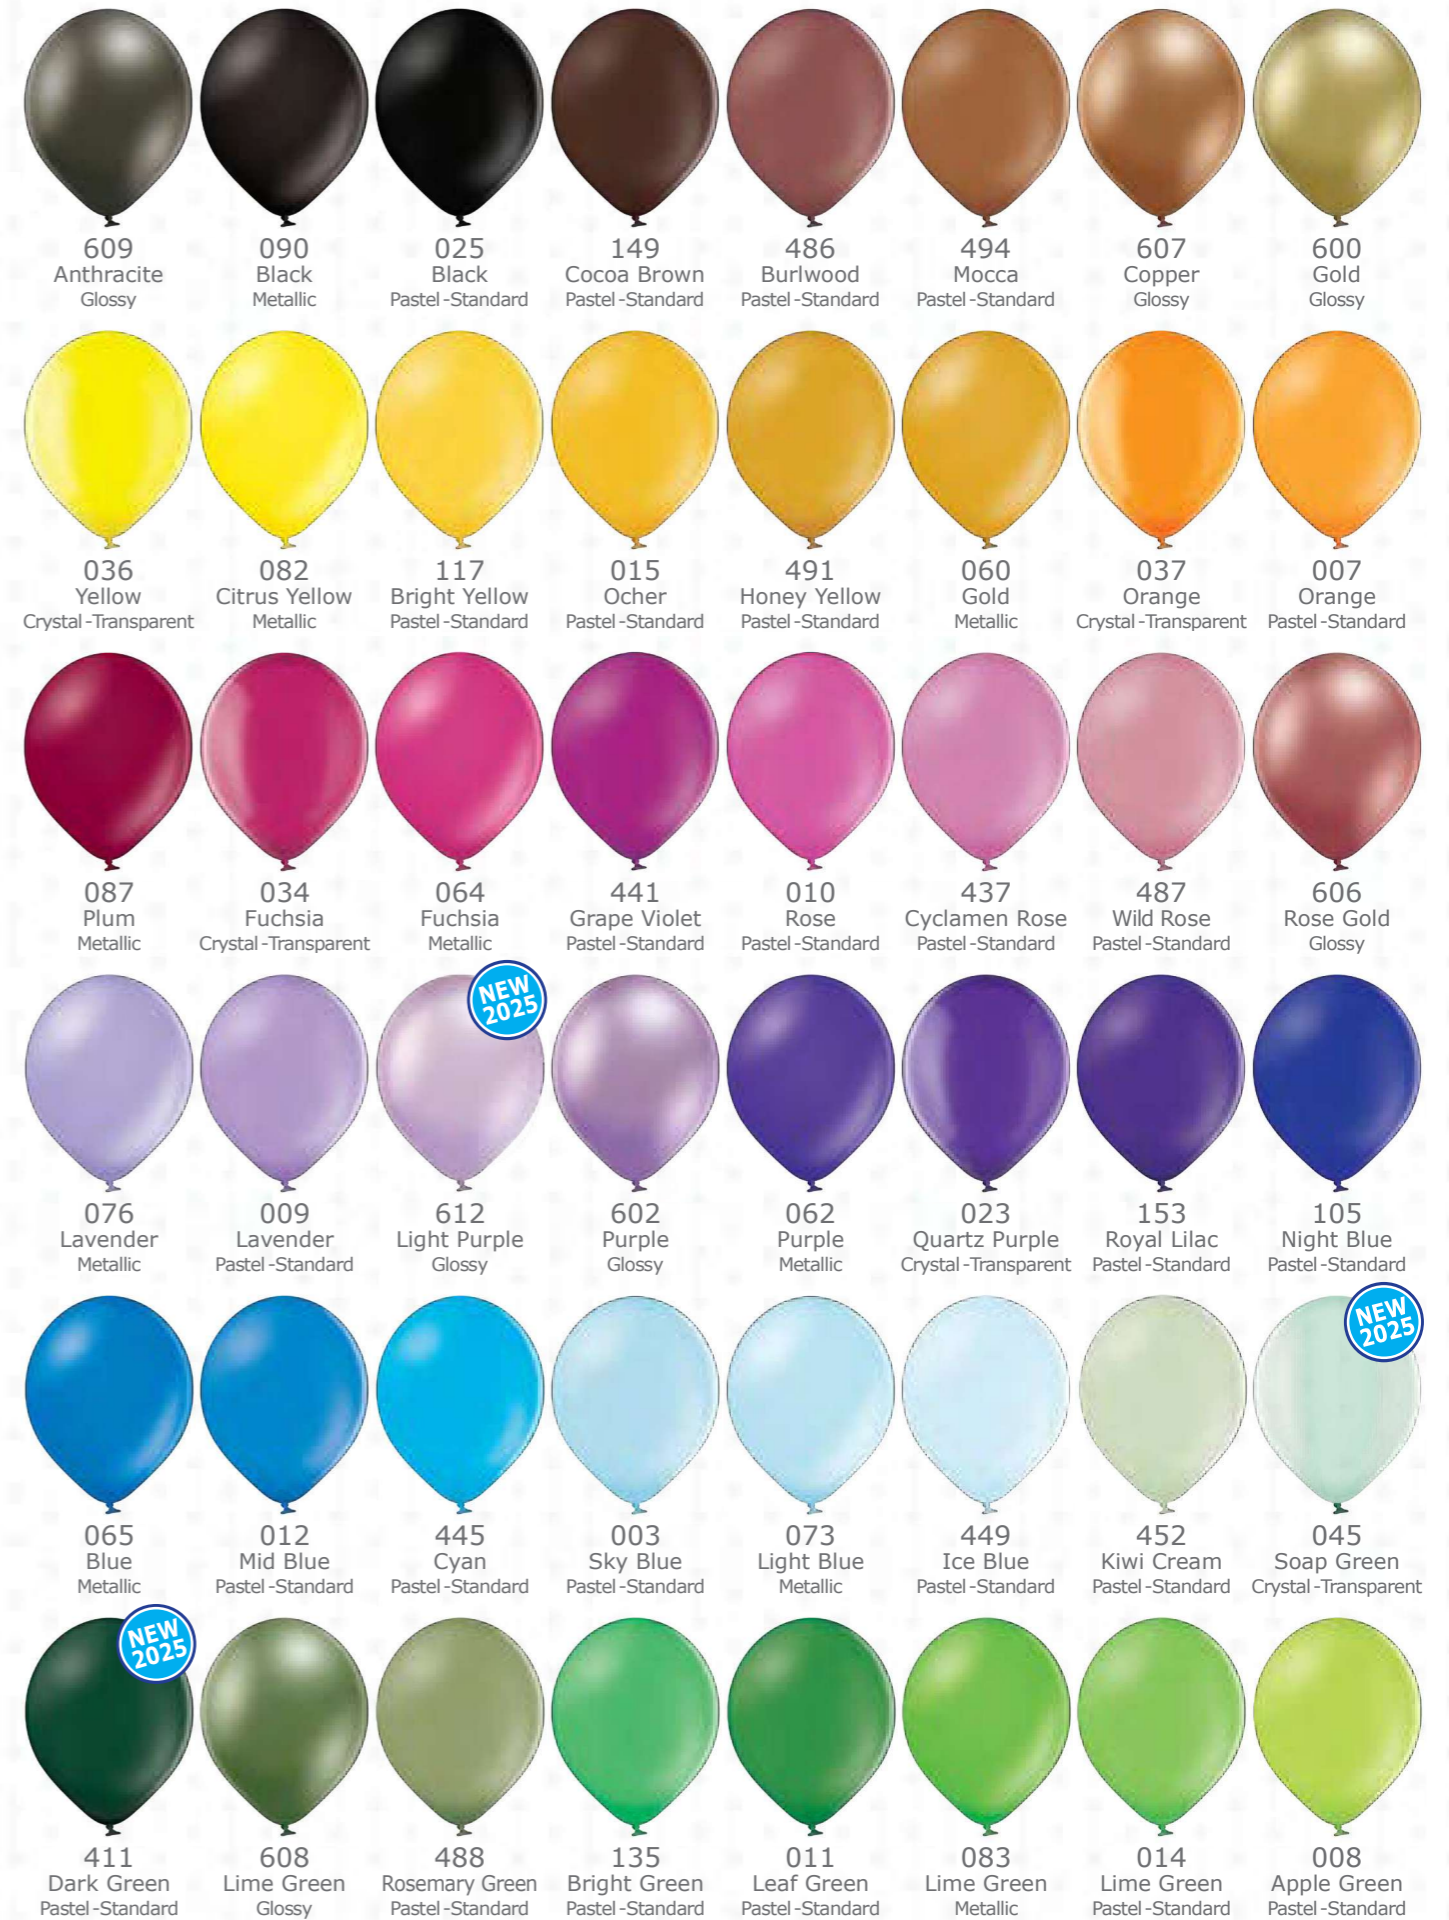 609 090 025 149 486 494 607 600
Anthracite Black Black Cocoa Brown Burlwood Mocca Copper Gold
Glossy Metallic Pastel-Standard Pastel-Standard Pastel-Standard Pastel-Standard Glossy Glossy
036 082 117 015 491 060 037 007
Yellow Citrus Yellow Bright Yellow Ocher Honey Yellow Gold Orange Orange
Crystal-Transparent Metallic Pastel-Standard Pastel-Standard Pastel-Standard Metallic Crystal-Transparent Pastel-Standard
087 034 064 441 010 437 487 606
Plum Fuchsia Fuchsia Grape Violet Rose Cyclamen Rose Wild Rose Rose Gold
Metallic Crystal-Transparent Metallic Pastel-Standard Pastel-Standard Pastel-Standard Pastel-Standard Glossy
NEW
2025
076 009 612 602 062 023 153 105
Lavender Lavender Light Purple Purple Purple Quartz Purple Royal Lilac Night Blue
Metallic Pastel-Standard Glossy Glossy Metallic Crystal-Transparent Pastel-Standard Pastel-Standard
NEW
2025
065 012 445 003 073 449 452 045
Blue Mid Blue Cyan Sky Blue Light Blue Ice Blue Kiwi Cream Soap Green
Metallic Pastel-Standard Pastel-Standard Pastel-Standard Metallic Pastel-Standard Pastel-Standard Crystal-Transparent
NEW
2025
411 608 488 135 011 083 014 008
Dark Green Lime Green Rosemary Green Bright Green Leaf Green Lime Green Lime Green Apple Green
Pastel-Standard Glossy Pastel-Standard Pastel-Standard Pastel-Standard Metallic Pastel-Standard Pastel-Standard